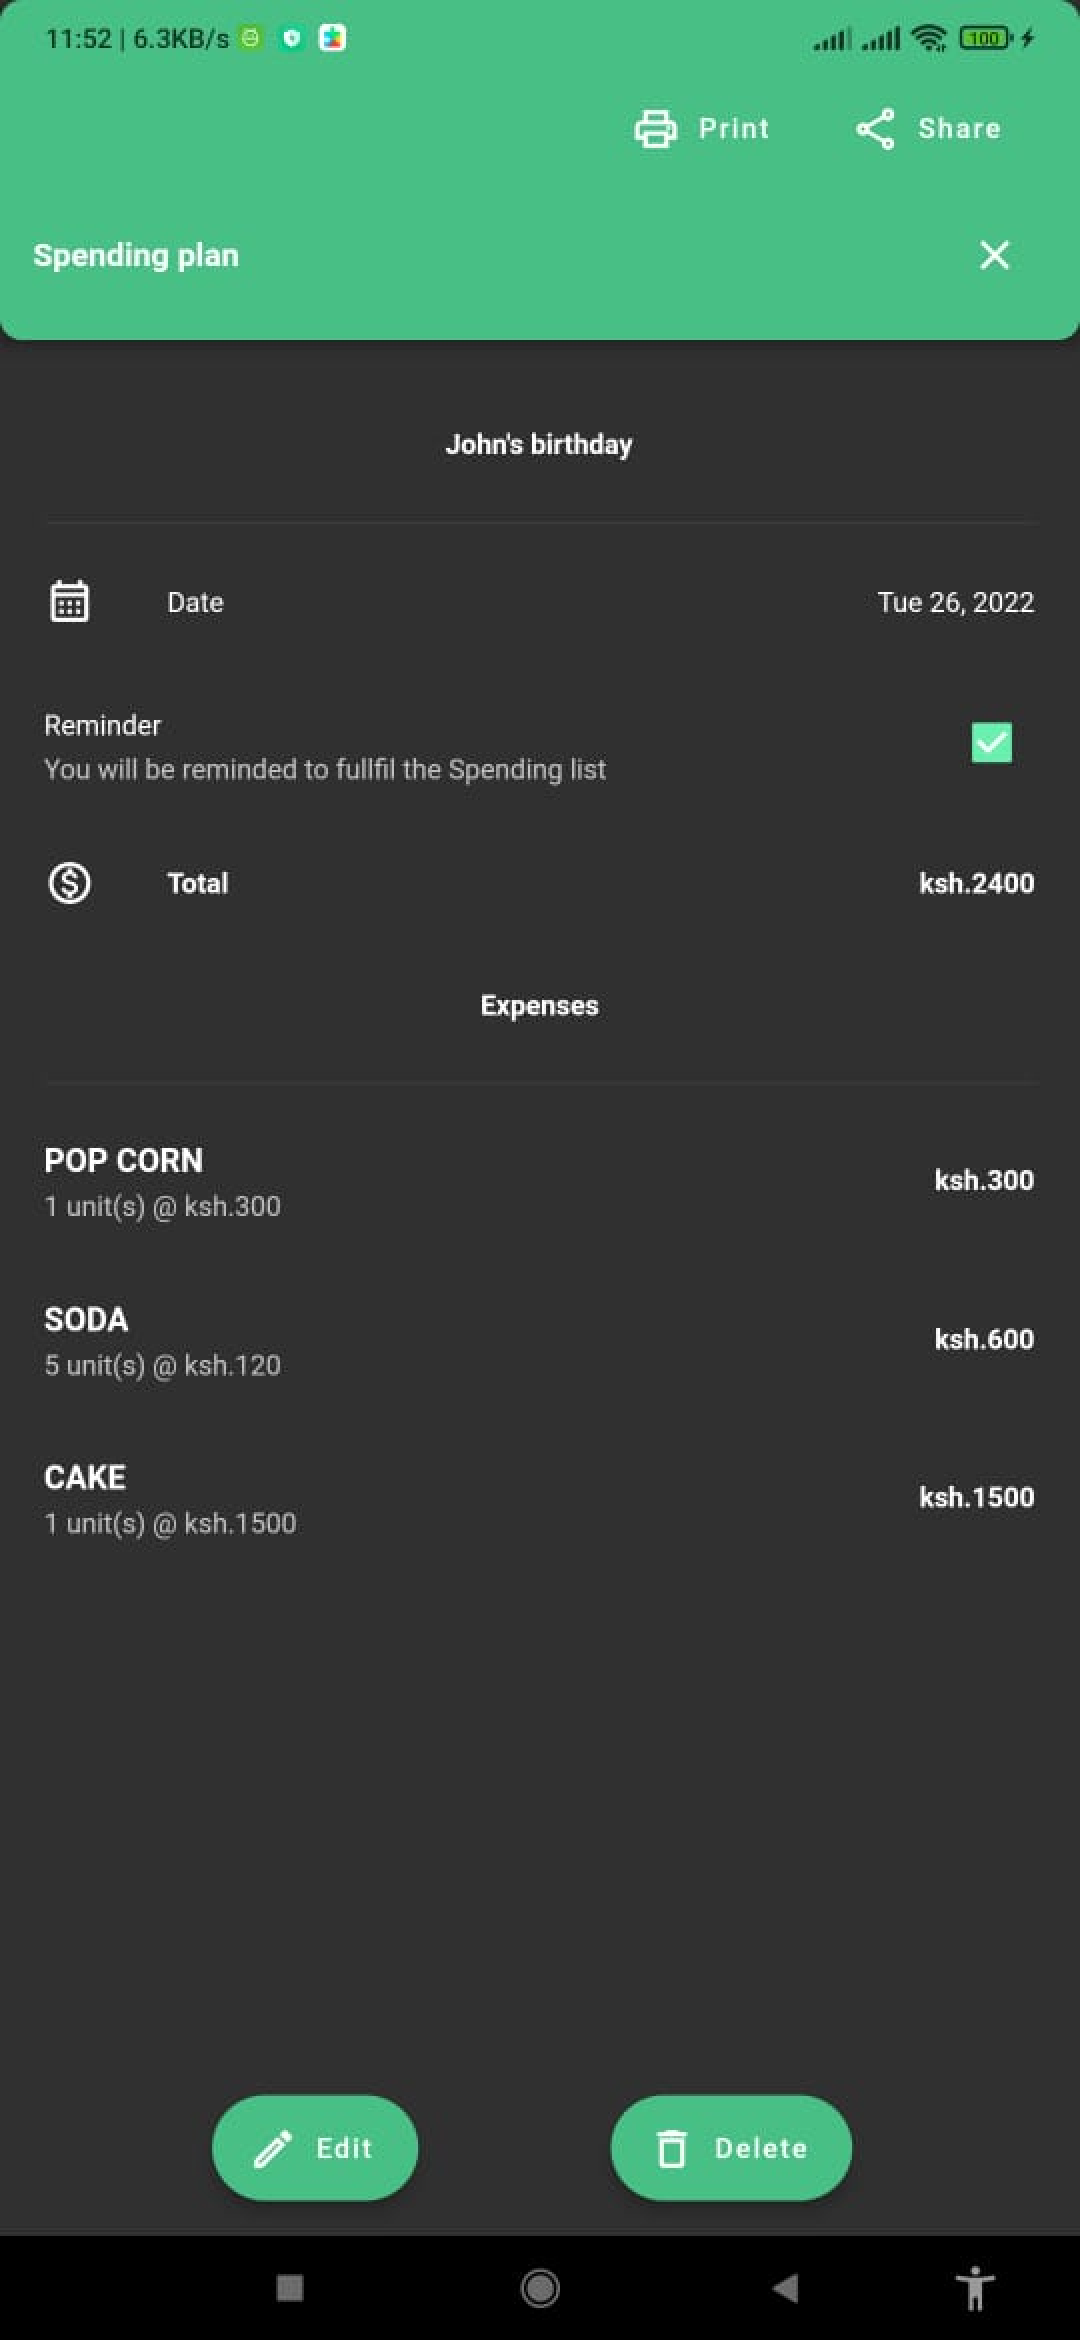 11:52 | 6.3KB/s
100
Print
Share
Spending plan
John's birthday
Date
Tue 26, 2022
Reminder
You will be reminded to fullfil the Spending list
Total
ksh.2400
Expenses
POP CORN
1 unit(s) @ ksh.300
ksh.300
SODA
5 unit(s) @ ksh.120
ksh.600
CAKE
1 unit(s) @ ksh.1500
ksh.1500
Edit
Delete